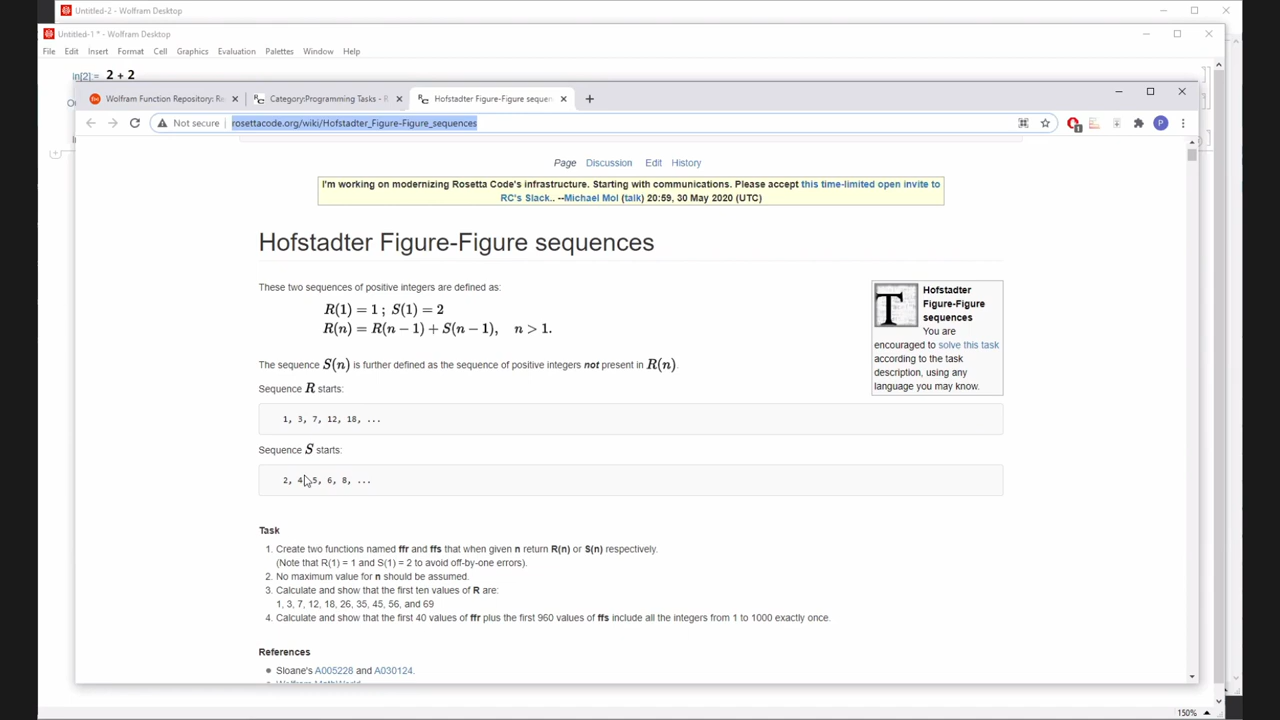 Untitled-2 - Wolfram Desktop
Untitled-1 * - Wolfram Desktop
File Edit Insert Format Cell Graphics Evaluation Palettes Window Help
In[2]:= 2 + 2
Wolfram Function Repository: R
Category:Programming Tasks - R
Hofstadter Figure-Figure sequen
Not secure rosettacode.org/wiki/Hofstadter_Figure-Figure_sequences
Page Discussion Edit History
I'm working on modernizing Rosetta Code's infrastructure. Starting with communications. Please accept this time-limited open invite to
RC's Slack.. --Michael Mol (talk) 20:59, 30 May 2020 (UTC)
Hofstadter Figure-Figure sequences
These two sequences of positive integers are defined as:
R(1) = 1 ; S(1) = 2
R(n) = R(n − 1) + S(n − 1), n > 1.
The sequence S(n) is further defined as the sequence of positive integers not present in R(n).
Sequence R starts:
1, 3, 7, 12, 18, ...
Sequence S starts:
2, 4, 5, 6, 8, ...
T
Hofstadter
Figure-Figure
sequences
You are
encouraged to solve this task
according to the task
description, using any
language you may know.
Task
1. Create two functions named ffr and ffs that when given n return R(n) or S(n) respectively.
(Note that R(1) = 1 and S(1) = 2 to avoid off-by-one errors).
2. No maximum value for n should be assumed.
3. Calculate and show that the first ten values of R are:
1, 3, 7, 12, 18, 26, 35, 45, 56, and 69
4. Calculate and show that the first 40 values of ffr plus the first 960 values of ffs include all the integers from 1 to 1000 exactly once.
References
Sloane's A005228 and A030124.
150%